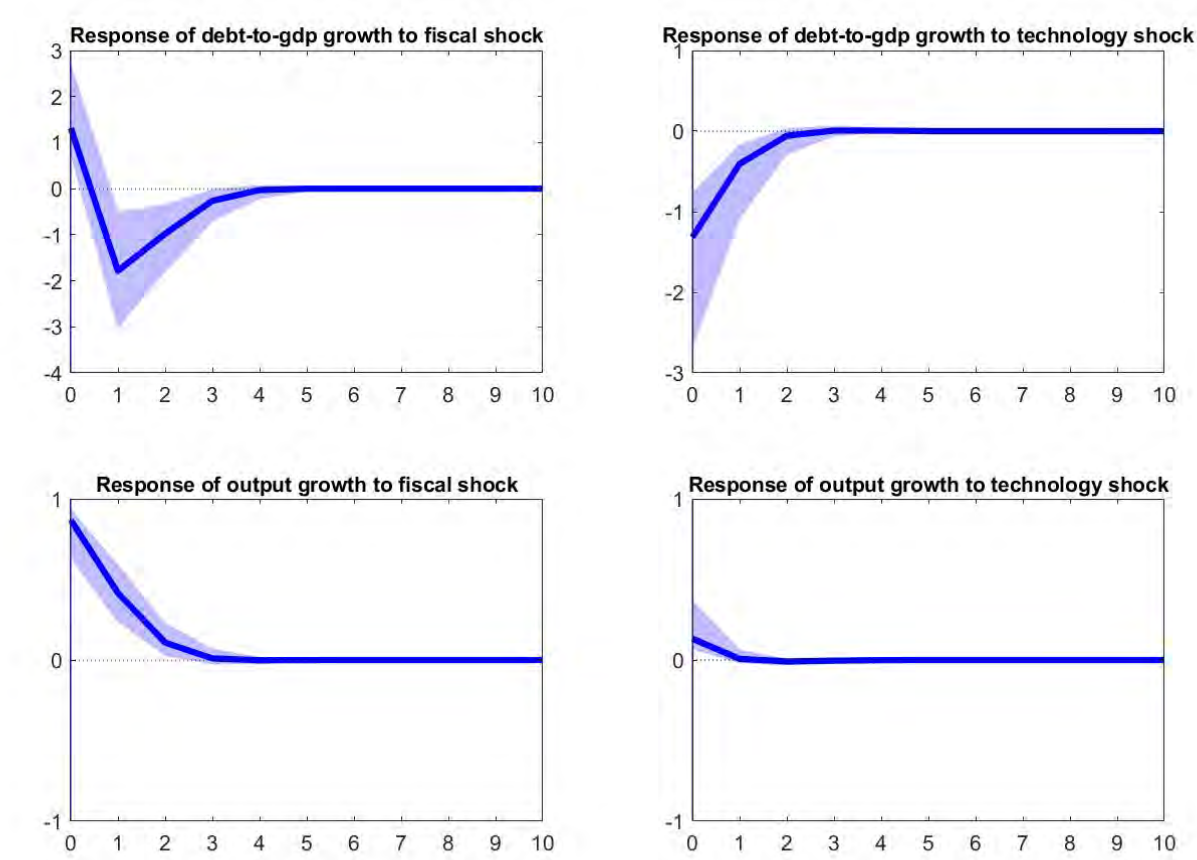 Response of debt-to-gdp growth to fiscal shock
3
2
1
0
-1
-2
-3
-4
0 1 2 3 4 5 6 7 8 9 10
Response of debt-to-gdp growth to technology shock
1
0
-1
-2
-3
0 1 2 3 4 5 6 7 8 9 10
Response of output growth to fiscal shock
1
0
-1
0 1 2 3 4 5 6 7 8 9 10
Response of output growth to technology shock
1
0
-1
0 1 2 3 4 5 6 7 8 9 10